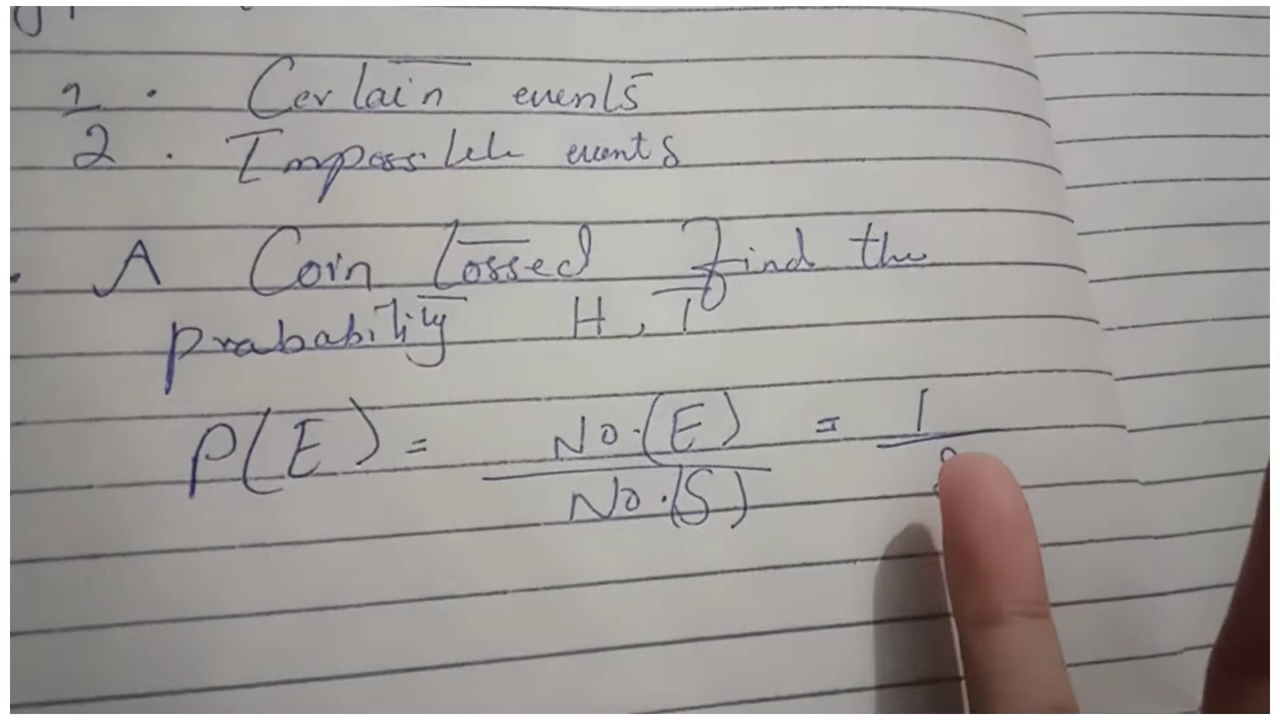 1. Certain events
2. Impossible events
A Coin tossed find the
probability H, T
P(E) = No.(E) / No.(S) = 1